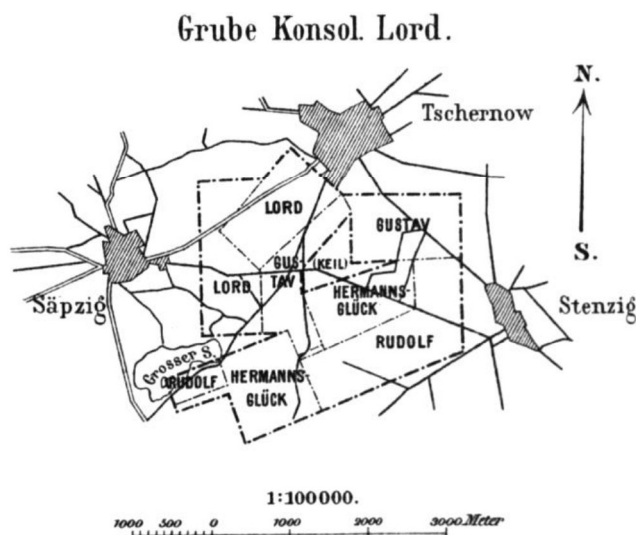 Grube Konsol. Lord.
N.
Tschernow
LORD
GUSTAV
S.
GUS-
TAV
(KEIL)
LORD
HERMANNS-
GLÜCK
Säpzig
Stenzig
RUDOLF
Grosser S.
RUDOLF
HERMANNS-
GLÜCK
1:100000.
1000 500 0 1000 2000 3000 Meter